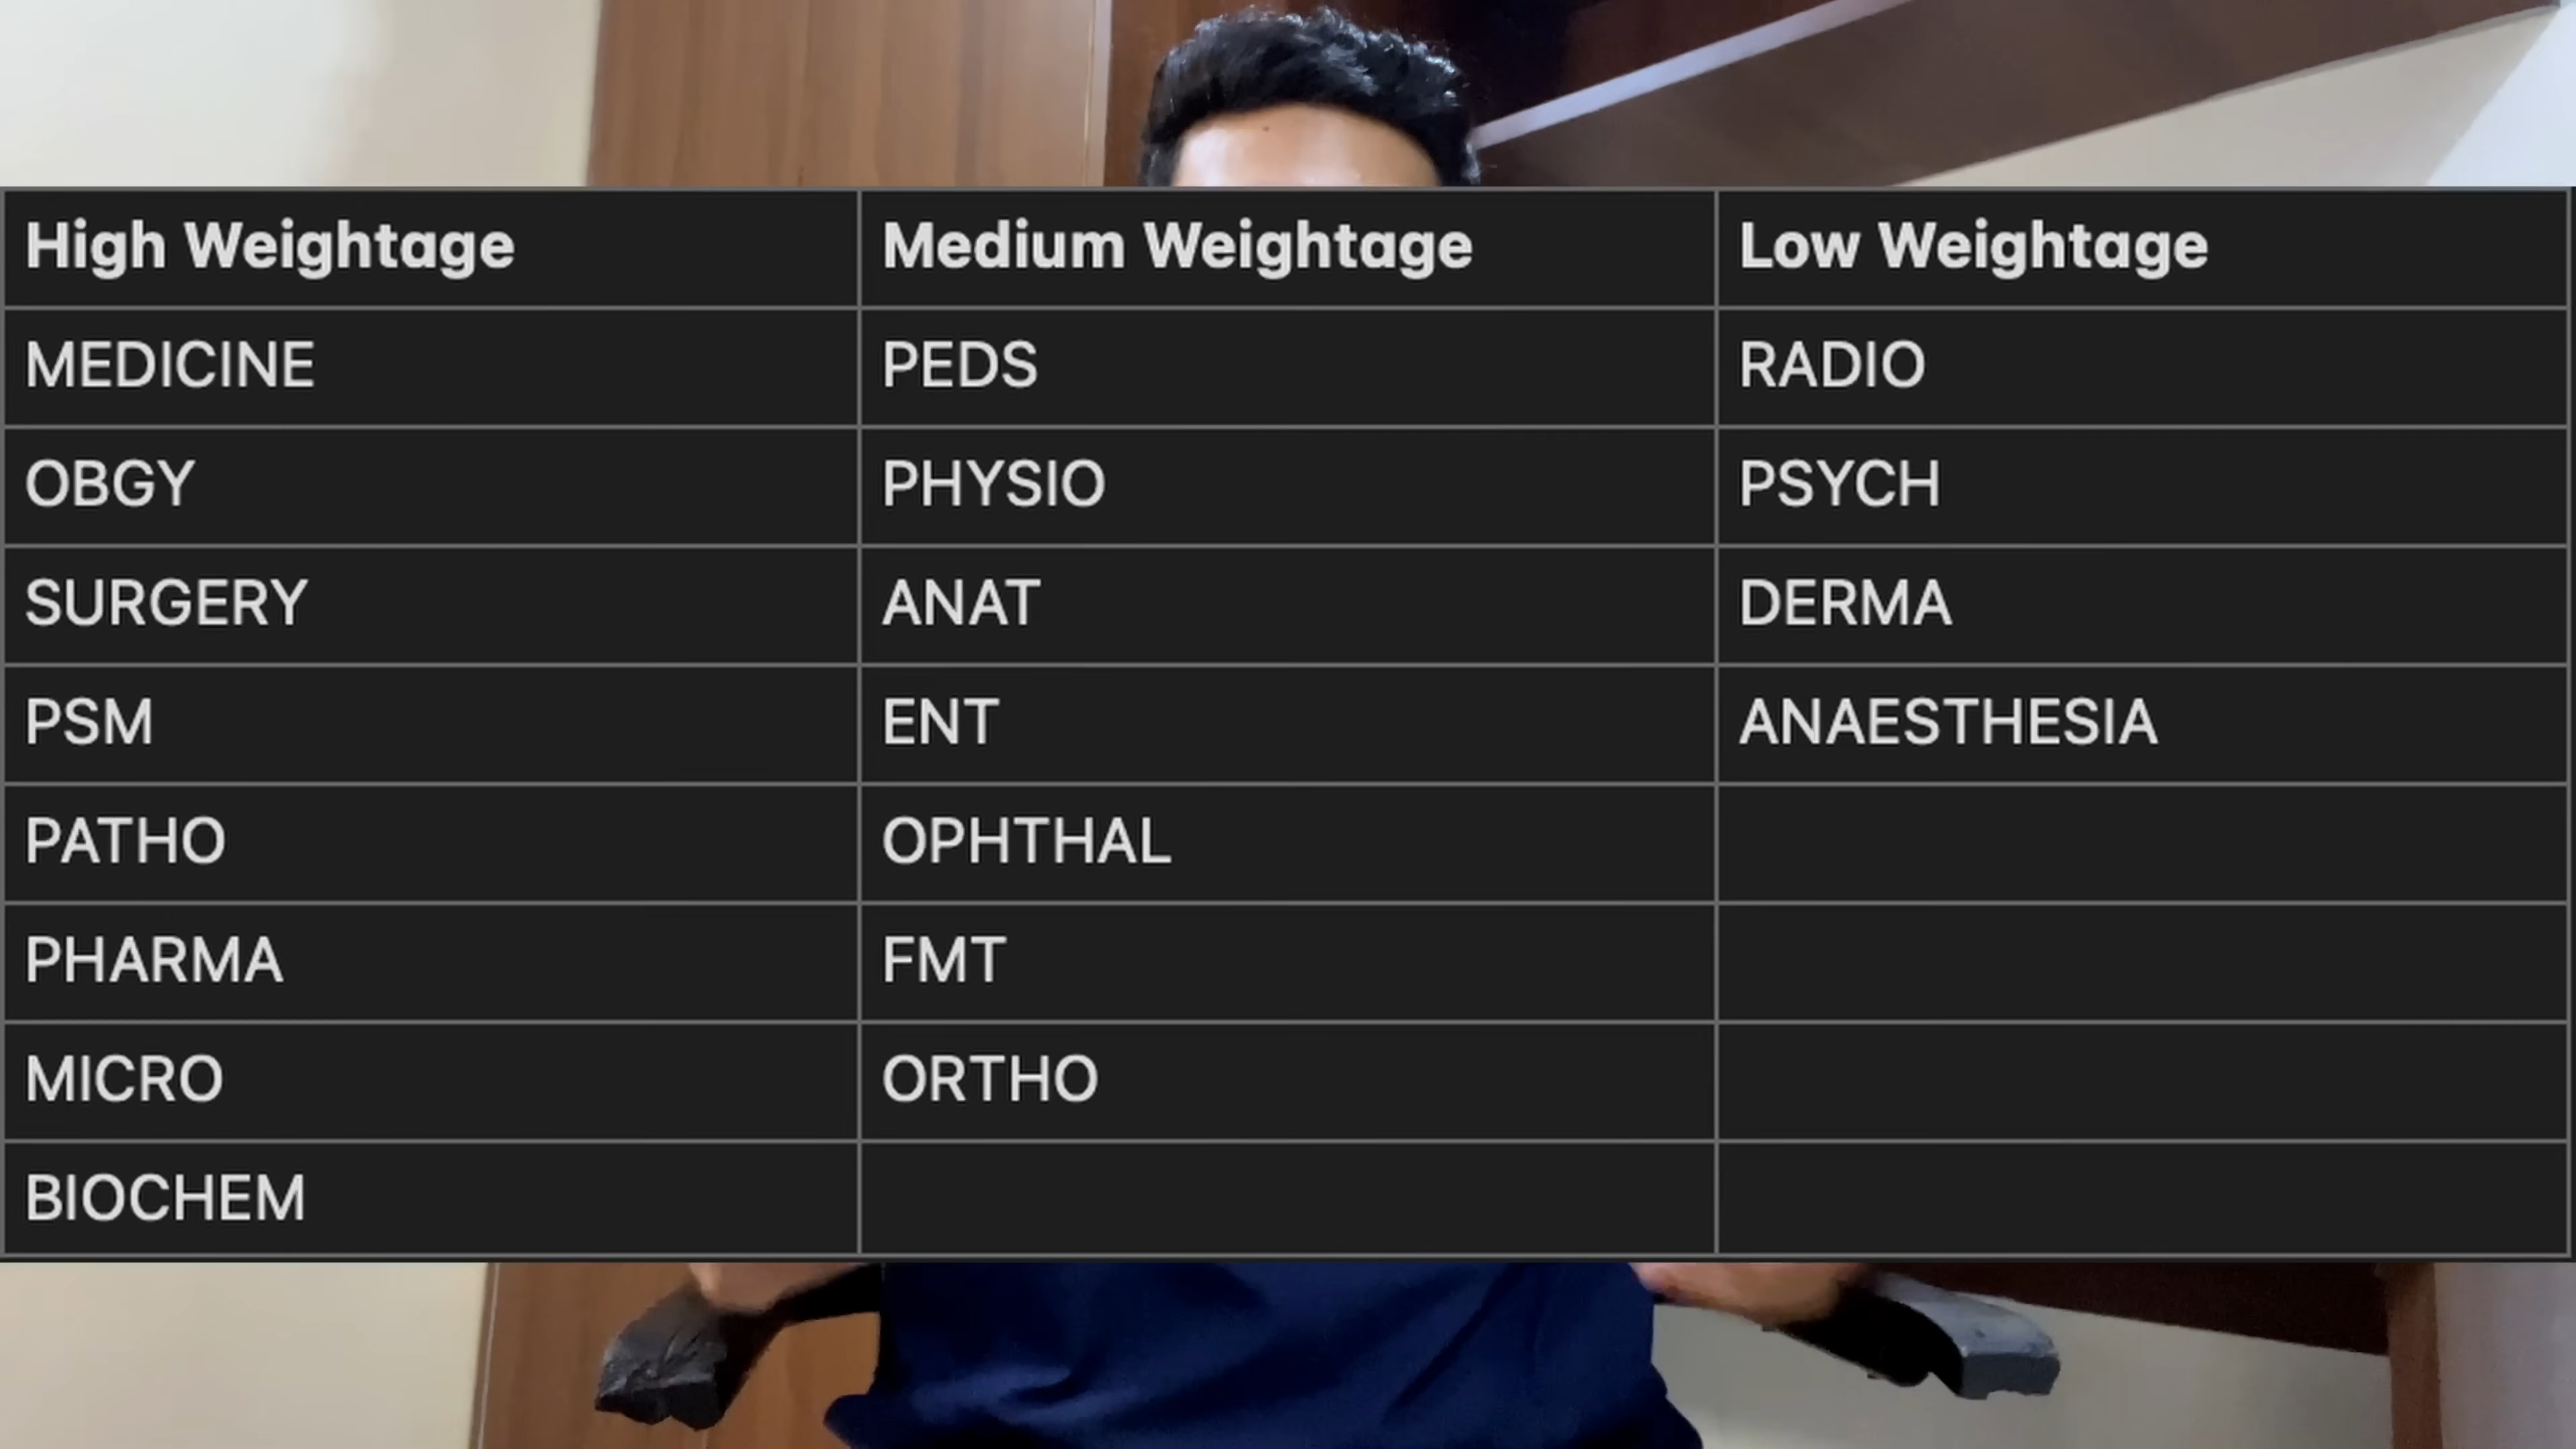 High Weightage Medium Weightage Low Weightage
MEDICINE PEDS RADIO
OBGY PHYSIO PSYCH
SURGERY ANAT DERMA
PSM ENT ANAESTHESIA
PATHO OPHTHAL
PHARMA FMT
MICRO ORTHO
BIOCHEM